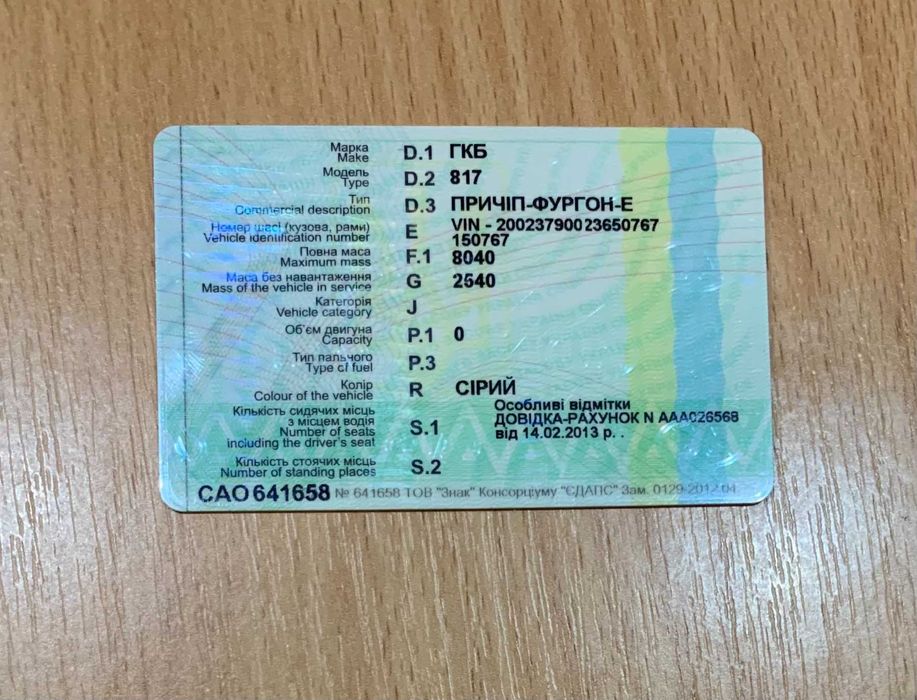 Марка
Make D.1 ГКБ
Модель
Type D.2 817
Тип
Commercial description D.3 ПРИЧІП-ФУРГОН-Е
Номер шасі (кузова, рами)
Vehicle identification number E VIN - 20023790023650767
150767
Повна маса
Maximum mass F.1 8040
Маса без навантаження
Mass of the vehicle in service G 2540
Категорія
Vehicle category J
Об'єм двигуна
Capacity P.1 0
Тип пального
Type of fuel P.3
Колір
Colour of the vehicle R СІРИЙ
Кількість сидячих місць
з місцем водія
Number of seats
including the driver's seat S.1
Особливі відмітки
ДОВІДКА-РАХУНОК N ААА026568
від 14.02.2013 р. .
Кількість стоячих місць
Number of standing places S.2
САО641658 № 641658 ТОВ "Знак" Консорціуму "ЄДАПС" Зам. 0129-2012.04